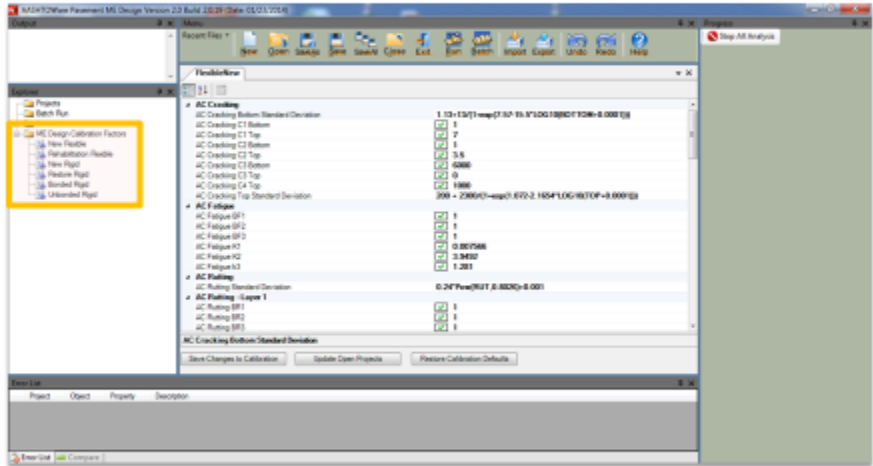 AASHTOWare Pavement ME Design Version 2.0 Build 2.0.19 (Date: 01/23/2014)
Output
Menu
Progress
Recent Files
New Open SaveAs Save SaveAll Close Exit Run Batch Import Export Undo Redo Help
Stop All Analysis
FlexibleNew
Explorer
Projects
Batch Run
ME Design Calibration Factors
New Flexible
Rehabilitation Flexible
New Rigid
Restore Rigid
Bonded Rigid
Unbonded Rigid
AC Cracking
AC Cracking Bottom Standard Deviation 1.13+13/(1+exp(7.57-15.5*LOG10(BOTTOM+0.0001)))
AC Cracking C1 Bottom 1
AC Cracking C1 Top 7
AC Cracking C2 Bottom 1
AC Cracking C2 Top 3.5
AC Cracking C3 Bottom 6000
AC Cracking C3 Top 0
AC Cracking C4 Top 1000
AC Cracking Top Standard Deviation 200 + 2300/(1+exp(1.072-2.1654*LOG10(TOP+0.0001)))
AC Fatigue
AC Fatigue BF1 1
AC Fatigue BF2 1
AC Fatigue BF3 1
AC Fatigue K1 0.007566
AC Fatigue K2 3.9492
AC Fatigue k3 1.281
AC Rutting
AC Rutting Standard Deviation 0.24*Pow(RUT,0.8026)+0.001
AC Rutting - Layer 1
AC Rutting BR1 1
AC Rutting BR2 1
AC Rutting BR3 1
AC Cracking Bottom Standard Deviation
Save Changes to Calibration Update Open Projects Restore Calibration Defaults
Error List
Project Object Property Description
Error List Compare